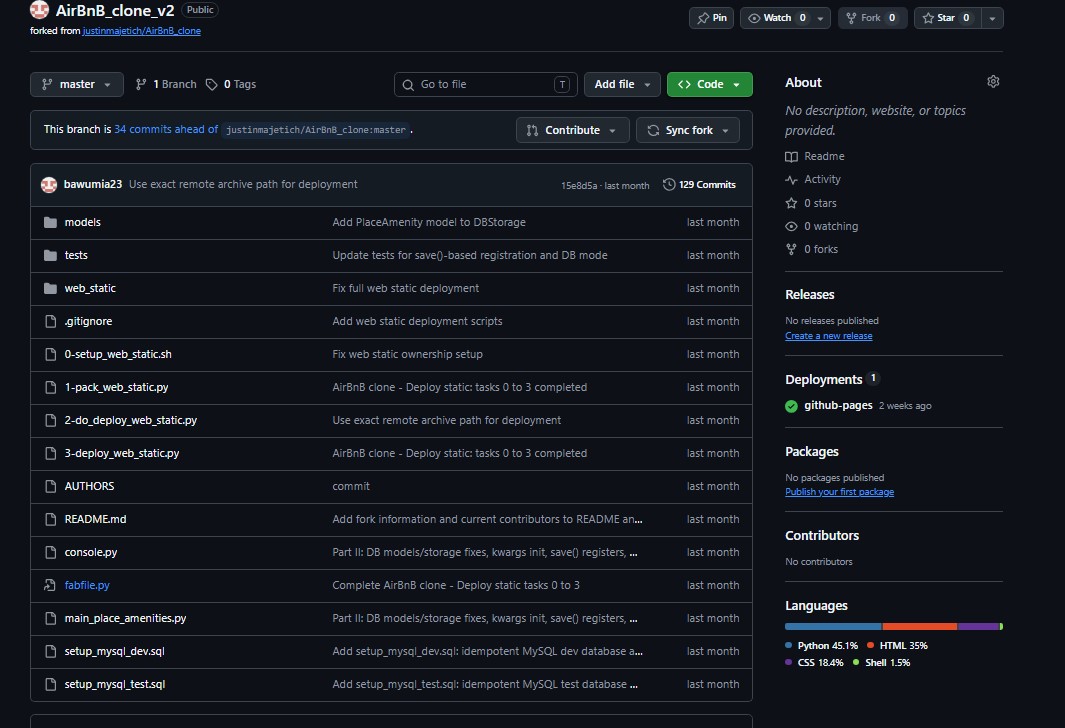 AirBnB_clone_v2 Public
Pin Watch 0 Fork 0 Star 0
forked from justinmajetich/AirBnB_clone
master 1 Branch 0 Tags Go to file T Add file Code
This branch is 34 commits ahead of justinmajetich/AirBnB_clone:master .
Contribute Sync fork
bawumia23 Use exact remote archive path for deployment 15e8d5a · last month 129 Commits
models Add PlaceAmenity model to DBStorage last month
tests Update tests for save()-based registration and DB mode last month
web_static Fix full web static deployment last month
.gitignore Add web static deployment scripts last month
0-setup_web_static.sh Fix web static ownership setup last month
1-pack_web_static.py AirBnB clone - Deploy static: tasks 0 to 3 completed last month
2-do_deploy_web_static.py Use exact remote archive path for deployment last month
3-deploy_web_static.py AirBnB clone - Deploy static: tasks 0 to 3 completed last month
AUTHORS commit last month
README.md Add fork information and current contributors to README an... last month
console.py Part II: DB models/storage fixes, kwargs init, save() registers, ... last month
fabfile.py Complete AirBnB clone - Deploy static tasks 0 to 3 last month
main_place_amenities.py Part II: DB models/storage fixes, kwargs init, save() registers, ... last month
setup_mysql_dev.sql Add setup_mysql_dev.sql: idempotent MySQL dev database a... last month
setup_mysql_test.sql Add setup_mysql_test.sql: idempotent MySQL test database ... last month
About
No description, website, or topics
provided.
Readme
Activity
0 stars
0 watching
0 forks
Releases
No releases published
Create a new release
Deployments 1
github-pages 2 weeks ago
Packages
No packages published
Publish your first package
Contributors
No contributors
Languages
Python 45.1% HTML 35%
CSS 18.4% Shell 1.5%